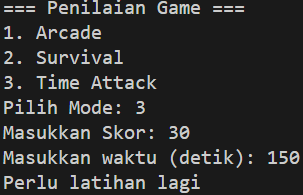 === Penilaian Game ===
1. Arcade
2. Survival
3. Time Attack
Pilih Mode: 3
Masukkan Skor: 30
Masukkan waktu (detik): 150
Perlu latihan lagi